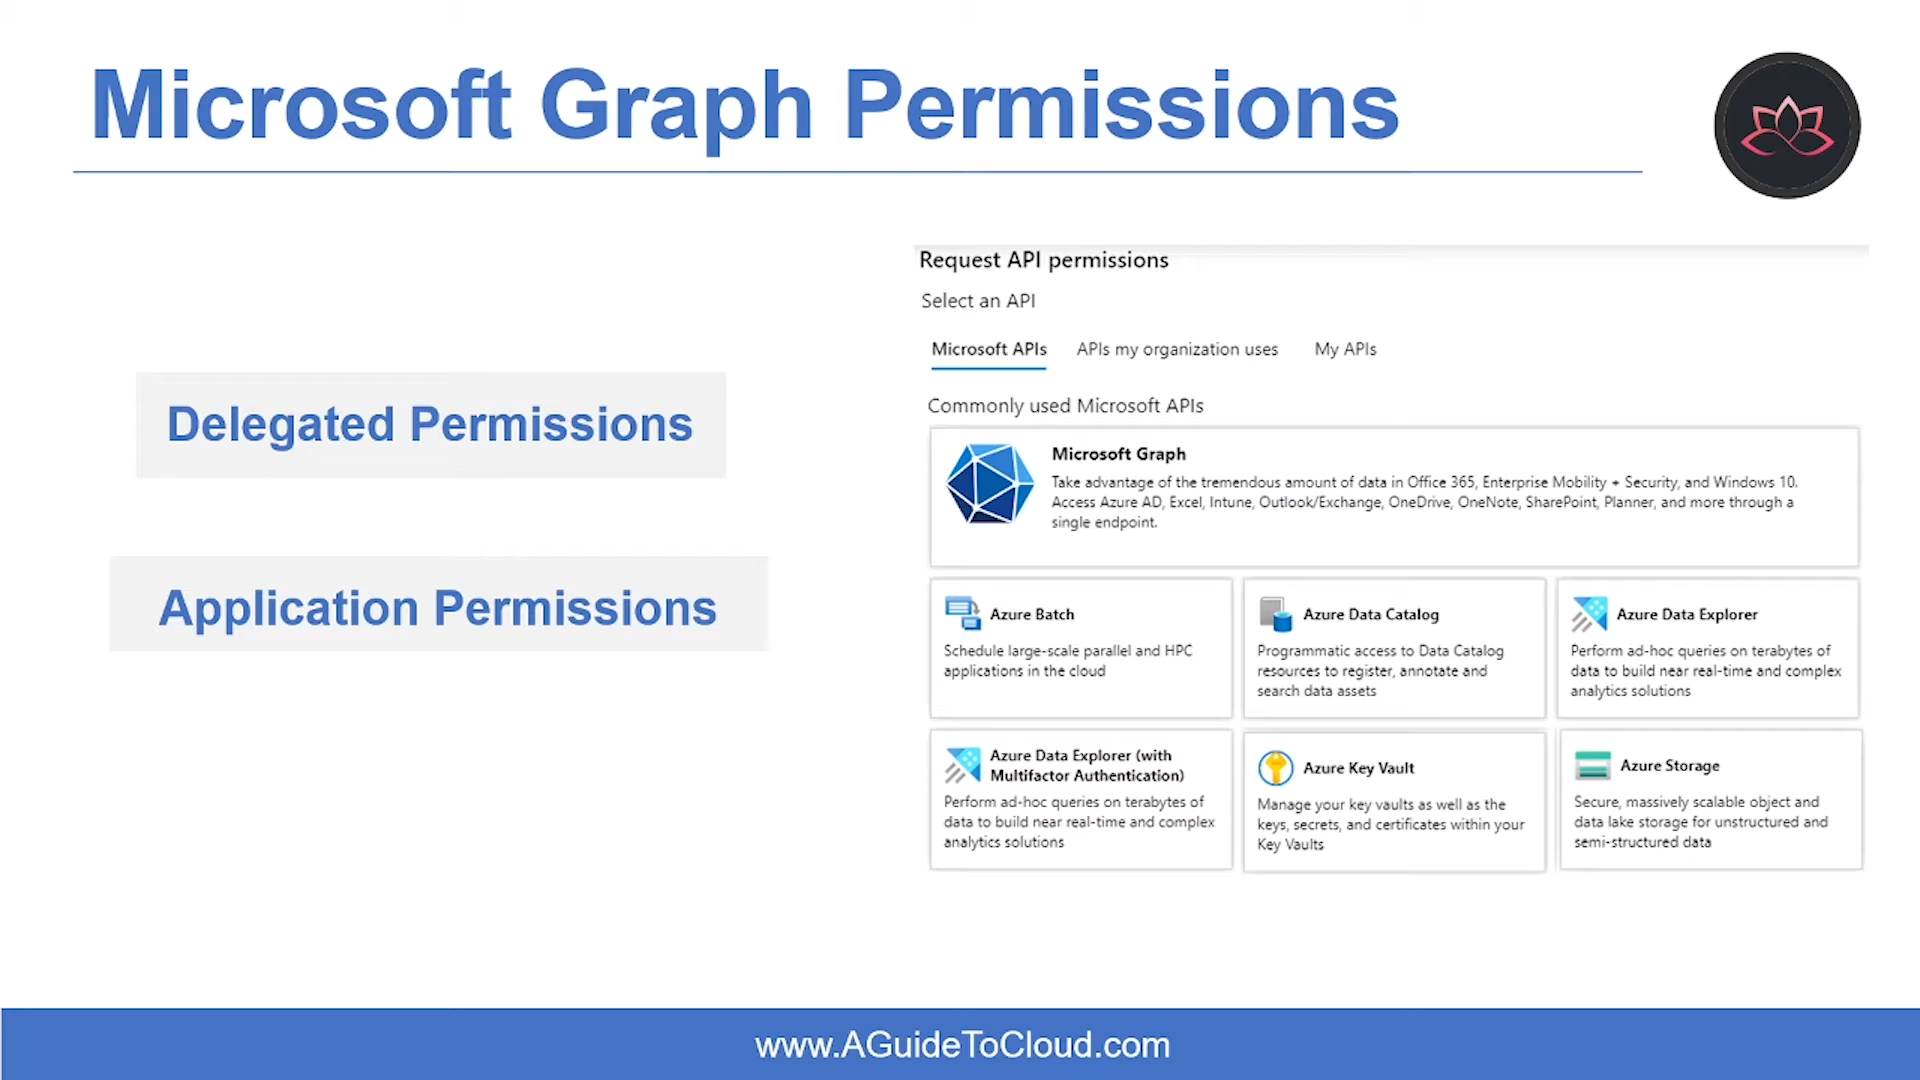 Microsoft Graph Permissions
Delegated Permissions
Application Permissions
Request API permissions
Select an API
Microsoft APIs
APIs my organization uses
My APIs
Commonly used Microsoft APIs
Microsoft Graph
Take advantage of the tremendous amount of data in Office 365, Enterprise Mobility + Security, and Windows 10.
Access Azure AD, Excel, Intune, Outlook/Exchange, OneDrive, OneNote, SharePoint, Planner, and more through a
single endpoint.
Azure Batch
Schedule large-scale parallel and HPC
applications in the cloud
Azure Data Catalog
Programmatic access to Data Catalog
resources to register, annotate and
search data assets
Azure Data Explorer
Perform ad-hoc queries on terabytes of
data to build near real-time and complex
analytics solutions
Azure Data Explorer (with
Multifactor Authentication)
Perform ad-hoc queries on terabytes of
data to build near real-time and complex
analytics solutions
Azure Key Vault
Manage your key vaults as well as the
keys, secrets, and certificates within your
Key Vaults
Azure Storage
Secure, massively scalable object and
data lake storage for unstructured and
semi-structured data
www.AGuideToCloud.com